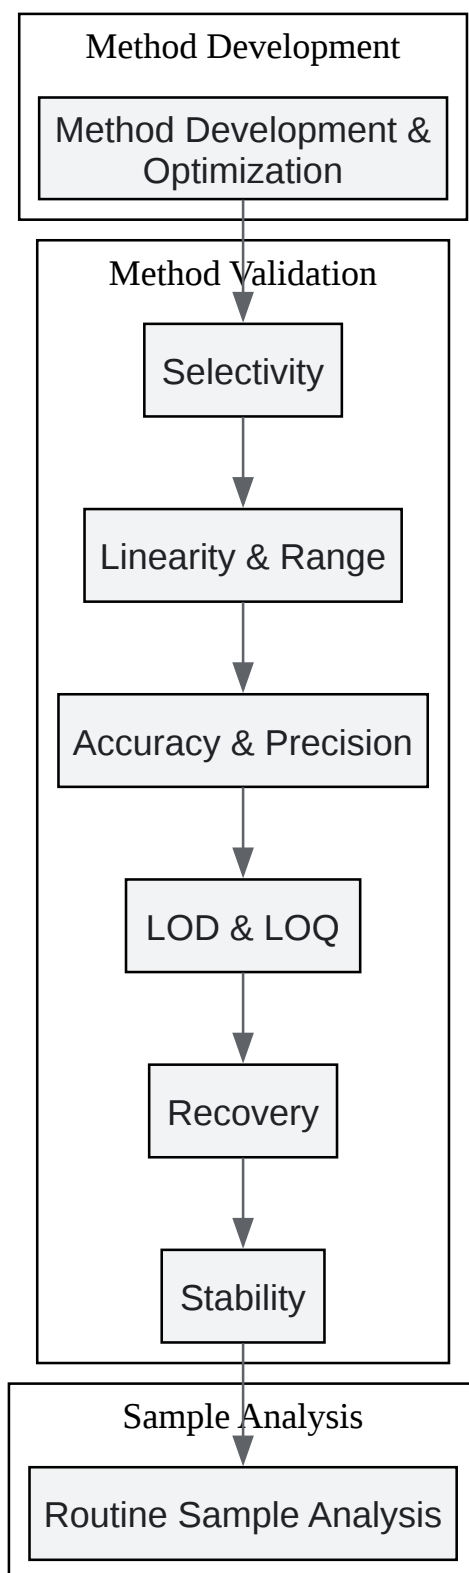 Method Development
Method Development &
Optimization
Method Validation
Selectivity
Linearity & Range
Accuracy & Precision
LOD & LOQ
Recovery
Stability
Sample Analysis
Routine Sample Analysis